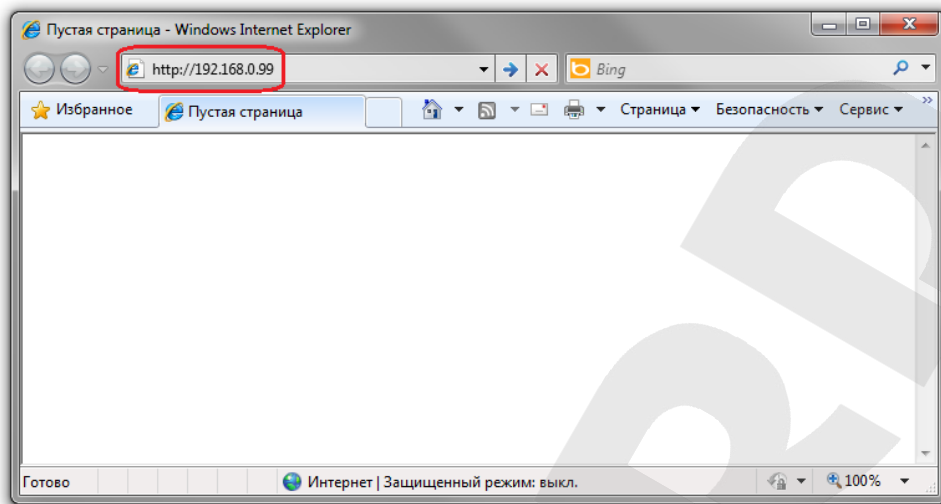 Пустая страница - Windows Internet Explorer
http://192.168.0.99
Bing
Избранное
Пустая страница
Страница
Безопасность
Сервис
Готово
Интернет | Защищенный режим: выкл.
100%